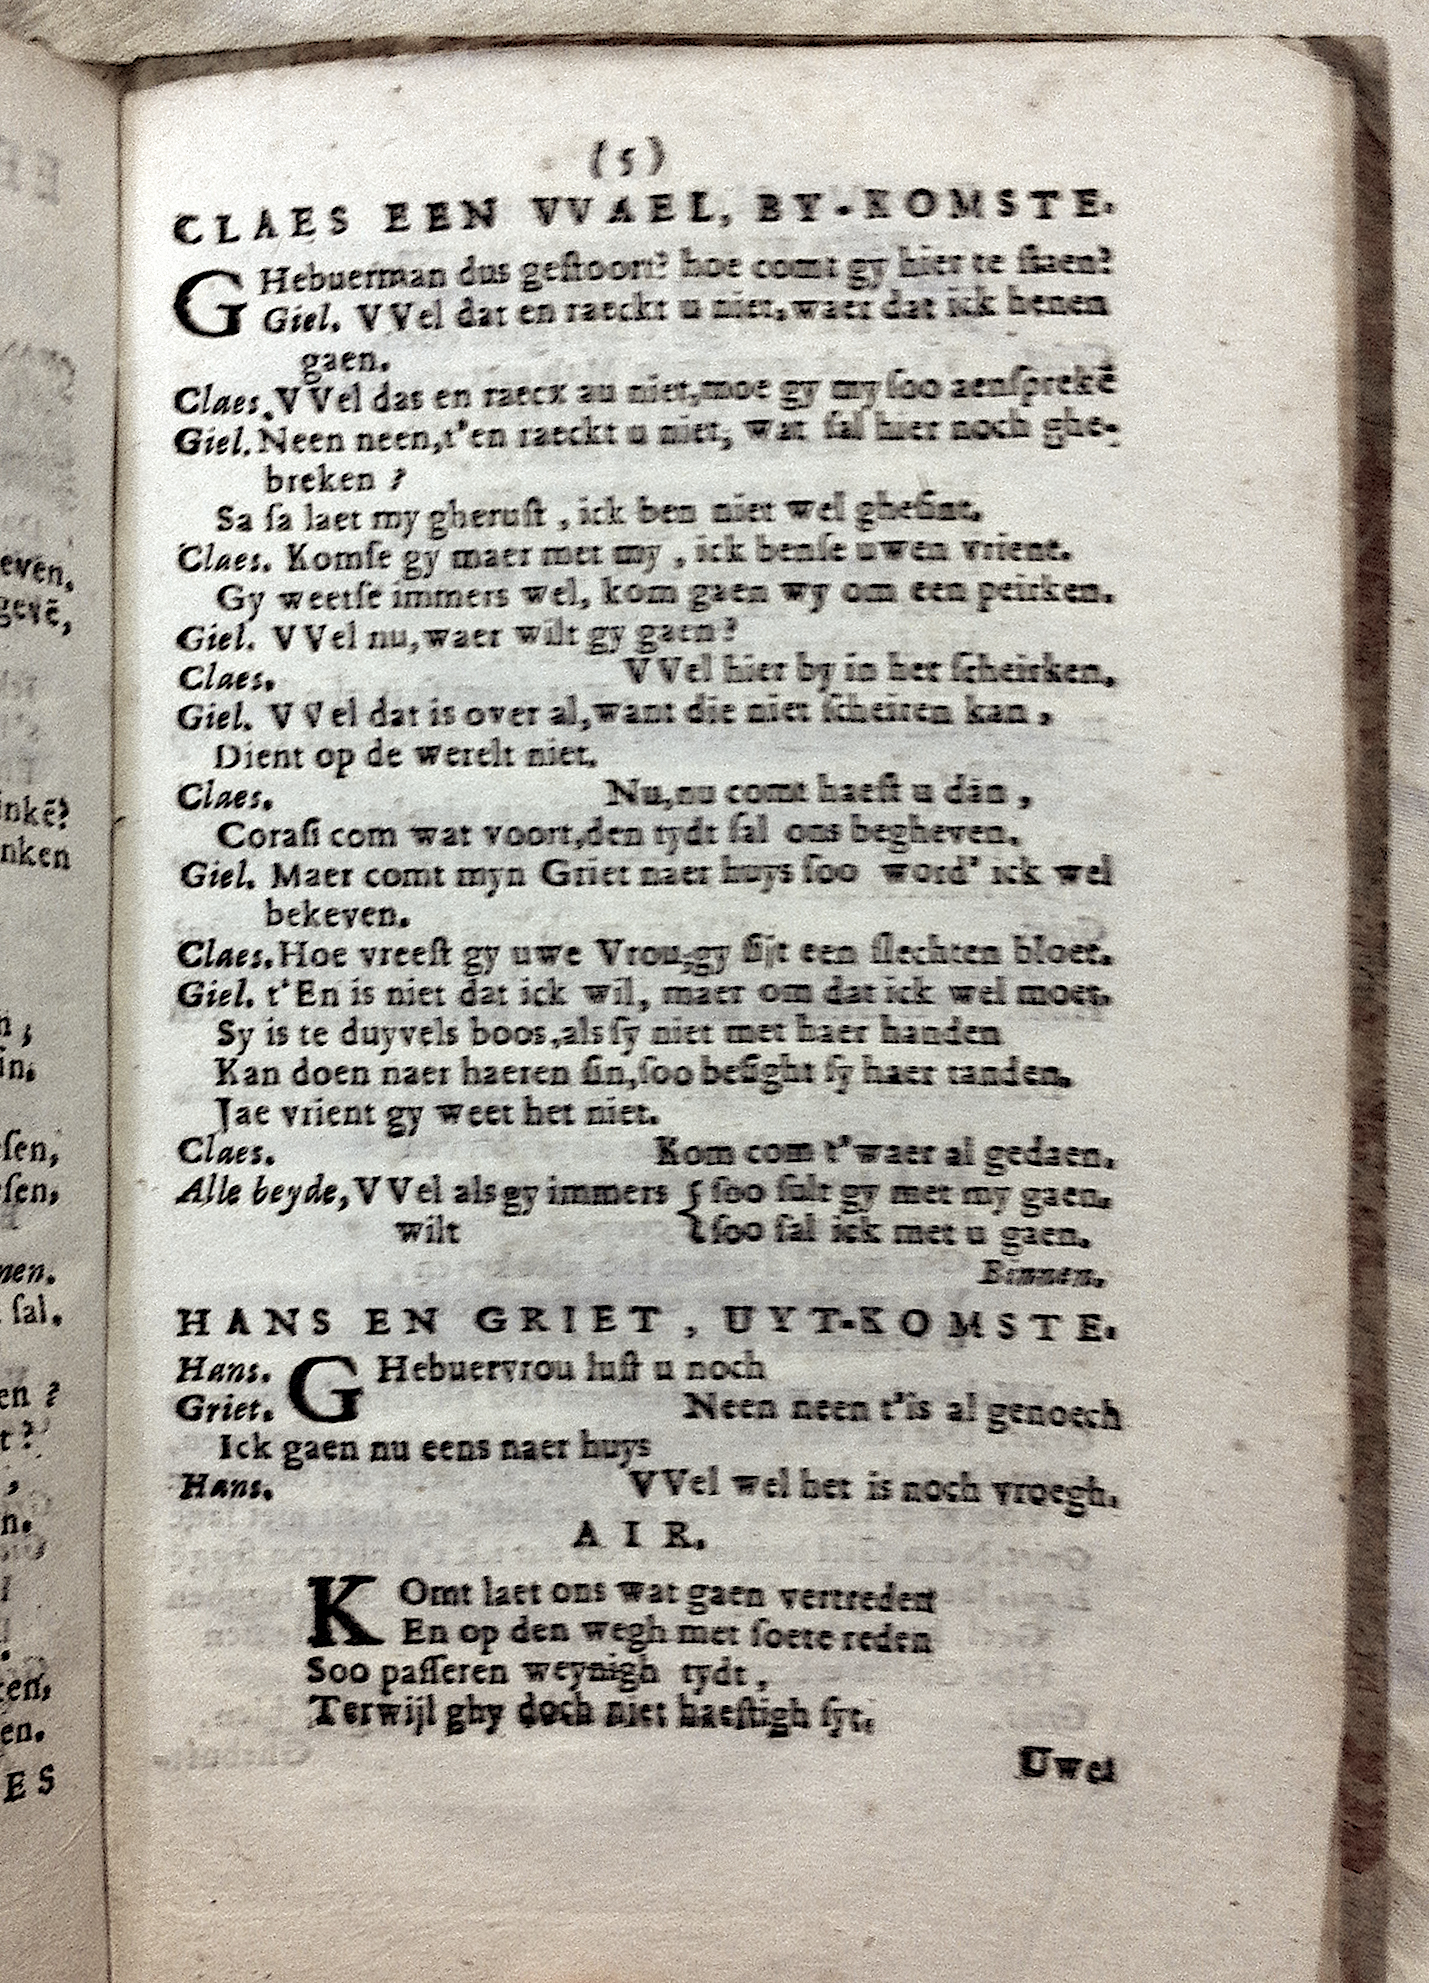 (5)
CLAES EEN VVAEL, BY-KOMSTE.
GHebuerman dus geſtoort? hoe comt gy hier te ſtaen?
Giel. VVel dat en raeckt u niet, waer dat ick henen
gaen.
Claes. VVel das en raecx au niet, moe gy my ſoo aenſprekē
Giel. Neen neen, t'en raeckt u niet, wat ſal hier noch ghe-
breken ?
Sa ſa laet my gheruſt , ick ben niet wel gheſint.
Claes. Komſe gy maer met my , ick benſe uwen vrient.
Gy weetſe immers wel, kom gaen wy om een peirken.
Giel. VVel nu, waer wilt gy gaen?
Claes. VVel hier by in het ſcheirken.
Giel. VVel dat is over al, want die niet ſcheiren kan ,
Dient op de werelt niet.
Claes. Nu, nu comt haeſt u dan ,
Coraſi com wat voort, den tydt ſal ons begheven.
Giel. Maer comt myn Griet naer huys ſoo word' ick wel
bekeven.
Claes. Hoe vreeſt gy uwe Vrou, gy ſijt een ſlechten bloet.
Giel. t'En is niet dat ick wil, maer om dat ick wel moet.
Sy is te duyvels boos, als ſy niet met haer handen
Kan doen naer haeren ſin, ſoo beſight ſy haer tanden.
Jae vrient gy weet het niet.
Claes. Kom com t'waer al gedaen.
Alle beyde, VVel als gy immers { ſoo ſult gy met my gaen.
wilt { ſoo ſal ick met u gaen.
Binnen.
HANS EN GRIET , UYT-KOMSTE.
Hans. GHebuervrou luſt u noch
Griet. Neen neen t'is al genoech
Ick gaen nu eens naer huys
Hans. VVel wel het is noch vroegh.
AIR.
KOmt laet ons wat gaen vertreden
En op den wegh met ſoete reden
Soo paſſeren weynigh tydt ,
Terwijl ghy doch niet haeſtigh ſyt.
Uwei
even,
gevē,
inkē?
nken
n ;
in.
eſen,
eſen,
nen.
ſal.
en ?
t ?
,
n.
en.
ES